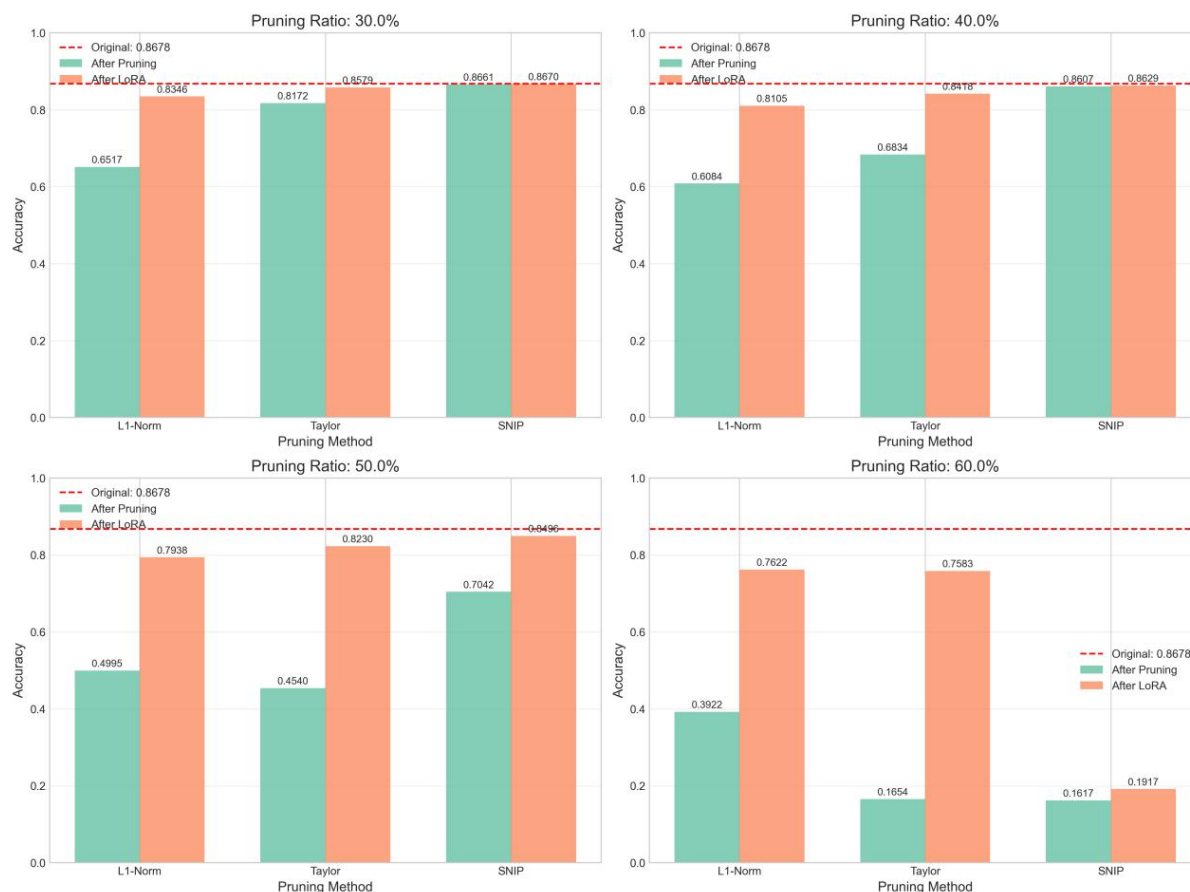 Pruning Ratio: 30.0%
1.0
0.8
0.6
0.4
0.2
0.0
Accuracy
Original: 0.8678
After Pruning
After LoRA
0.6517
0.8346
0.8172
0.8579
0.8661
0.8670
L1-Norm
Taylor
SNIP
Pruning Method
Pruning Ratio: 40.0%
1.0
0.8
0.6
0.4
0.2
0.0
Accuracy
Original: 0.8678
After Pruning
After LoRA
0.6084
0.8105
0.6834
0.8418
0.8607
0.8629
L1-Norm
Taylor
SNIP
Pruning Method
Pruning Ratio: 50.0%
1.0
0.8
0.6
0.4
0.2
0.0
Accuracy
Original: 0.8678
After Pruning
After LoRA
0.4995
0.7938
0.4540
0.8230
0.7042
0.8496
L1-Norm
Taylor
SNIP
Pruning Method
Pruning Ratio: 60.0%
1.0
0.8
0.6
0.4
0.2
0.0
Accuracy
Original: 0.8678
After Pruning
After LoRA
0.3922
0.7622
0.1654
0.7583
0.1617
0.1917
L1-Norm
Taylor
SNIP
Pruning Method